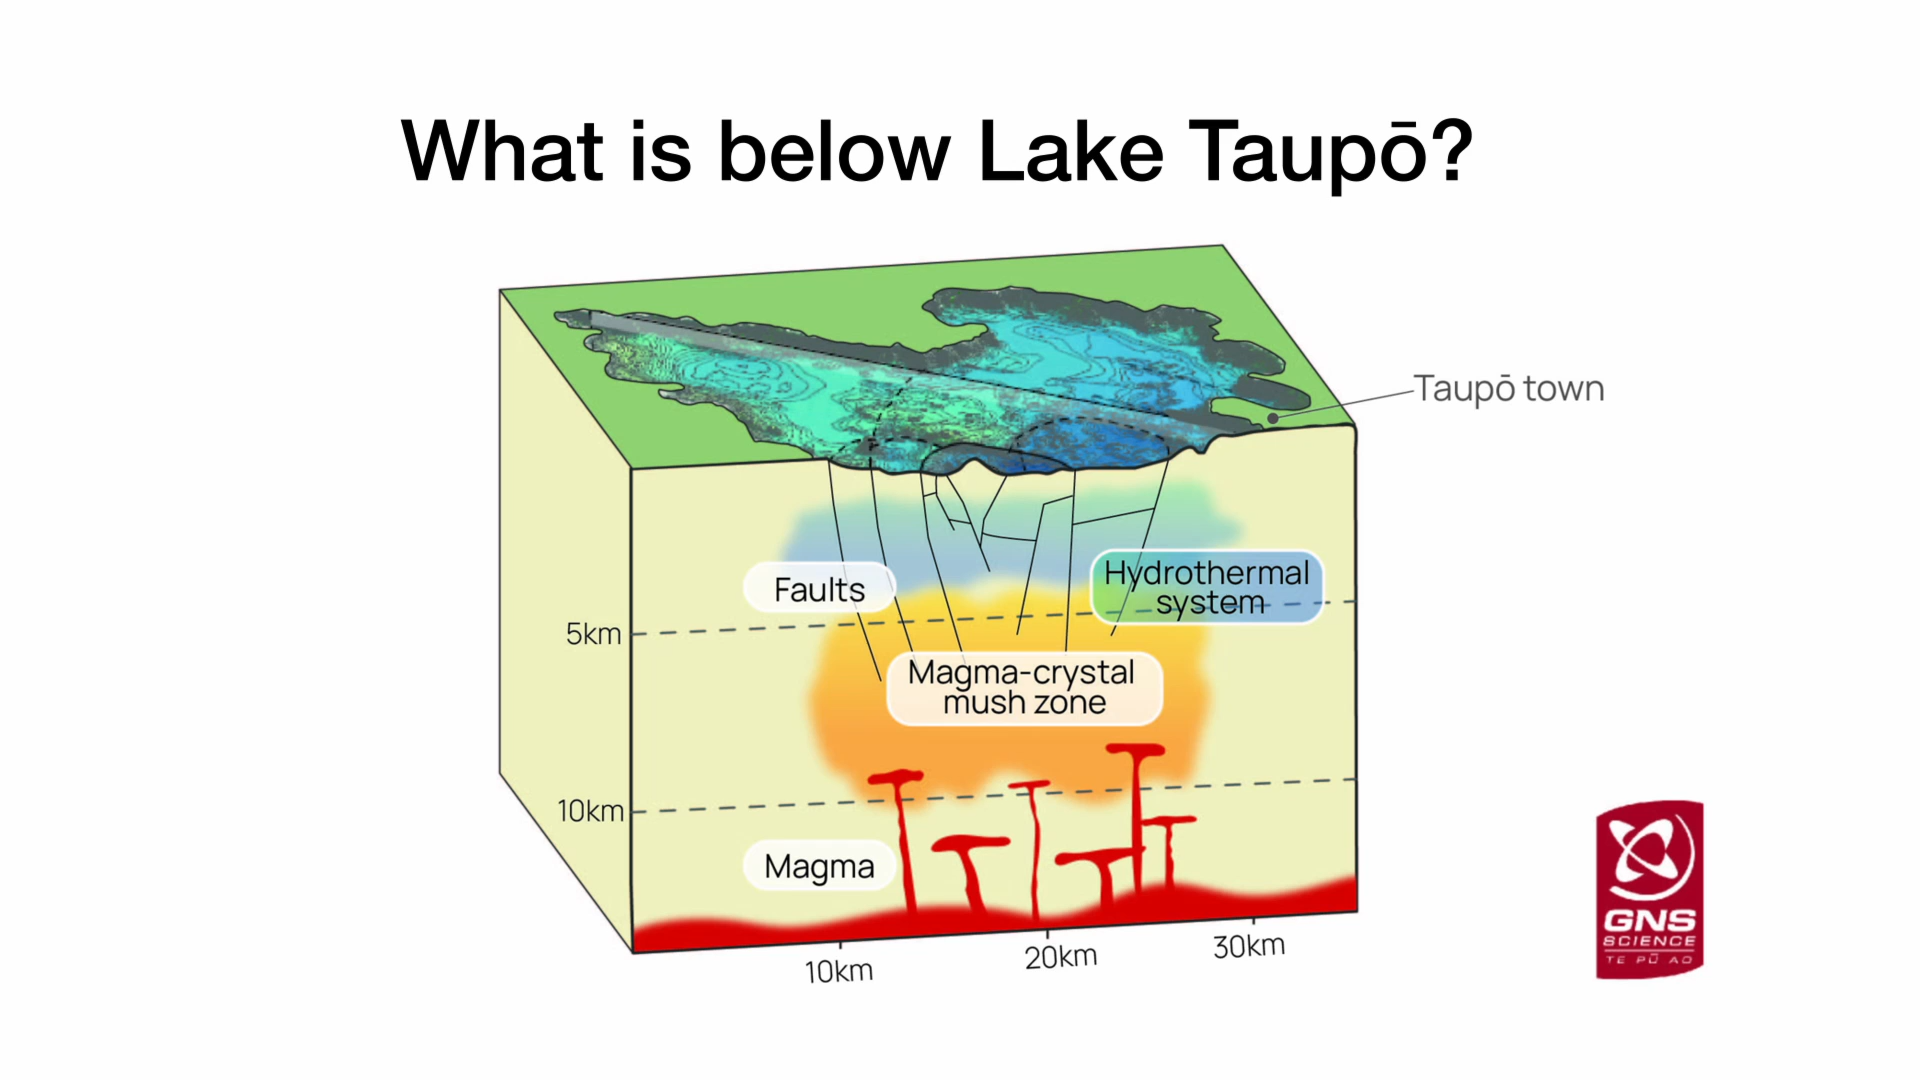 What is below Lake Taupō?
Taupō town
Hydrothermal
system
Faults
5km
Magma-crystal
mush zone
10km
Magma
10km
20km
30km
GNS
SCIENCE
TE PŪ AO